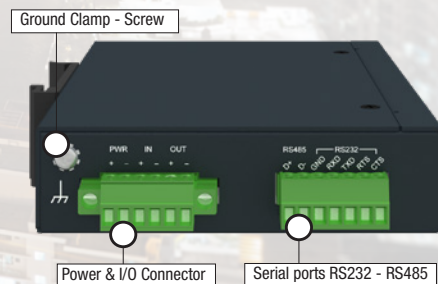 Ground Clamp - Screw
PWR IN OUT
+ - + - + -
RS485 RS232
D+ D- GND RXD TXD RTS CTS
Power & I/O Connector
Serial ports RS232 - RS485